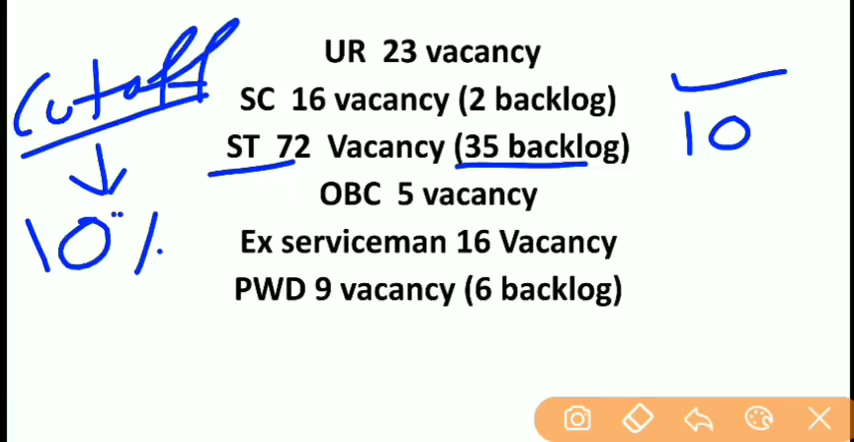 UR 23 vacancy
SC 16 vacancy (2 backlog)
ST 72 Vacancy (35 backlog)
OBC 5 vacancy
Ex serviceman 16 Vacancy
PWD 9 vacancy (6 backlog)
Cutoff
10%
10